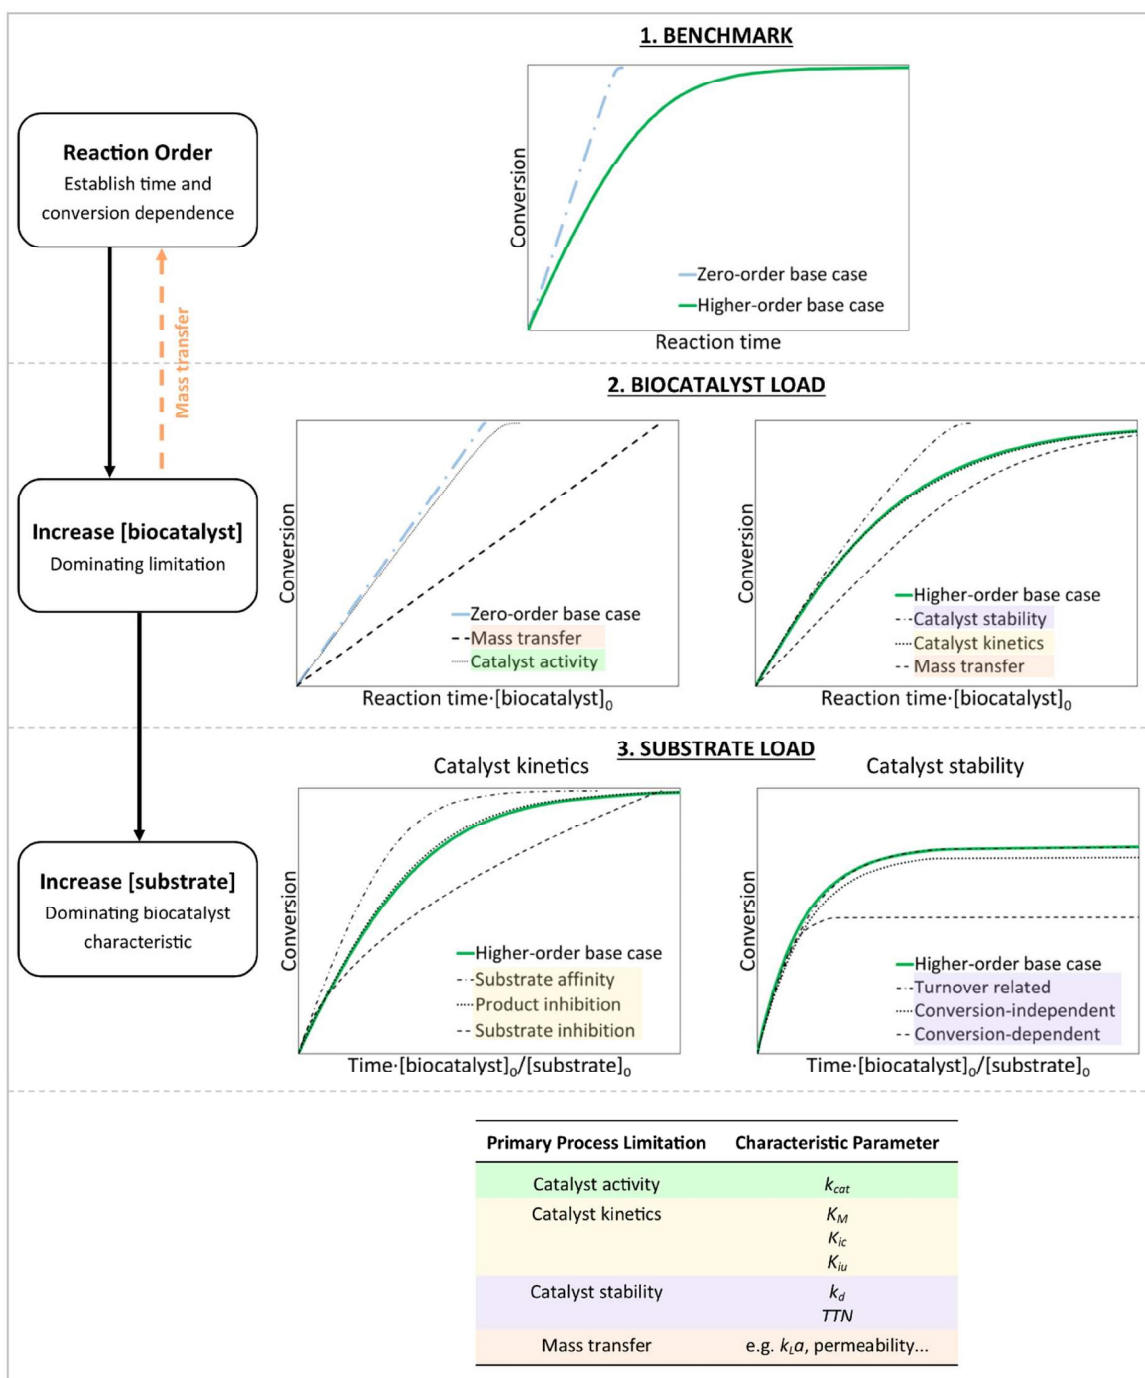 1. BENCHMARK
Reaction Order
Establish time and
conversion dependence
Conversion
Zero-order base case
Higher-order base case
Reaction time
Mass transfer
2. BIOCATALYST LOAD
Increase [biocatalyst]
Dominating limitation
Conversion
Zero-order base case
Mass transfer
Catalyst activity
Reaction time·[biocatalyst]₀
Conversion
Higher-order base case
Catalyst stability
Catalyst kinetics
Mass transfer
Reaction time·[biocatalyst]₀
3. SUBSTRATE LOAD
Increase [substrate]
Dominating biocatalyst
characteristic
Catalyst kinetics
Conversion
Higher-order base case
Substrate affinity
Product inhibition
Substrate inhibition
Time·[biocatalyst]₀/[substrate]₀
Catalyst stability
Conversion
Higher-order base case
Turnover related
Conversion-independent
Conversion-dependent
Time·[biocatalyst]₀/[substrate]₀
Primary Process Limitation Characteristic Parameter
Catalyst activity k_cat
Catalyst kinetics K_M
K_ic
K_iu
Catalyst stability k_d
TTN
Mass transfer e.g. k_La, permeability...